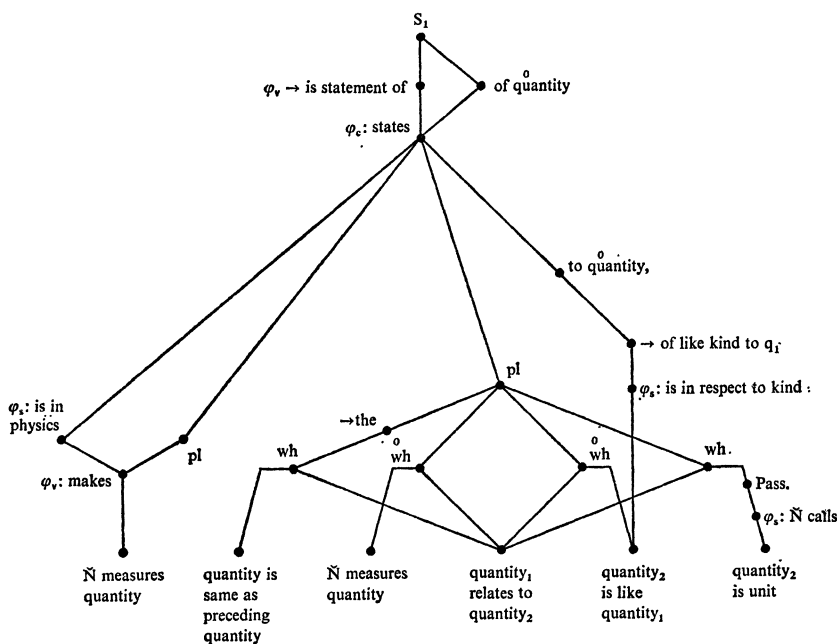 S₁
φᵥ → is statement of
o
of quantity
φ_c: states
o
to quantity,
→ of like kind to q₁
pl
φₛ: is in respect to kind
φₛ: is in
physics
pl
→the
φᵥ: makes
wh
o
wh
o
wh
wh
Pass.
φₛ: Ň calls
Ň measures
quantity
quantity is
same as
preceding
quantity
Ň measures
quantity
quantity₁
relates to
quantity₂
quantity₂
is like
quantity₁
quantity₂
is unit